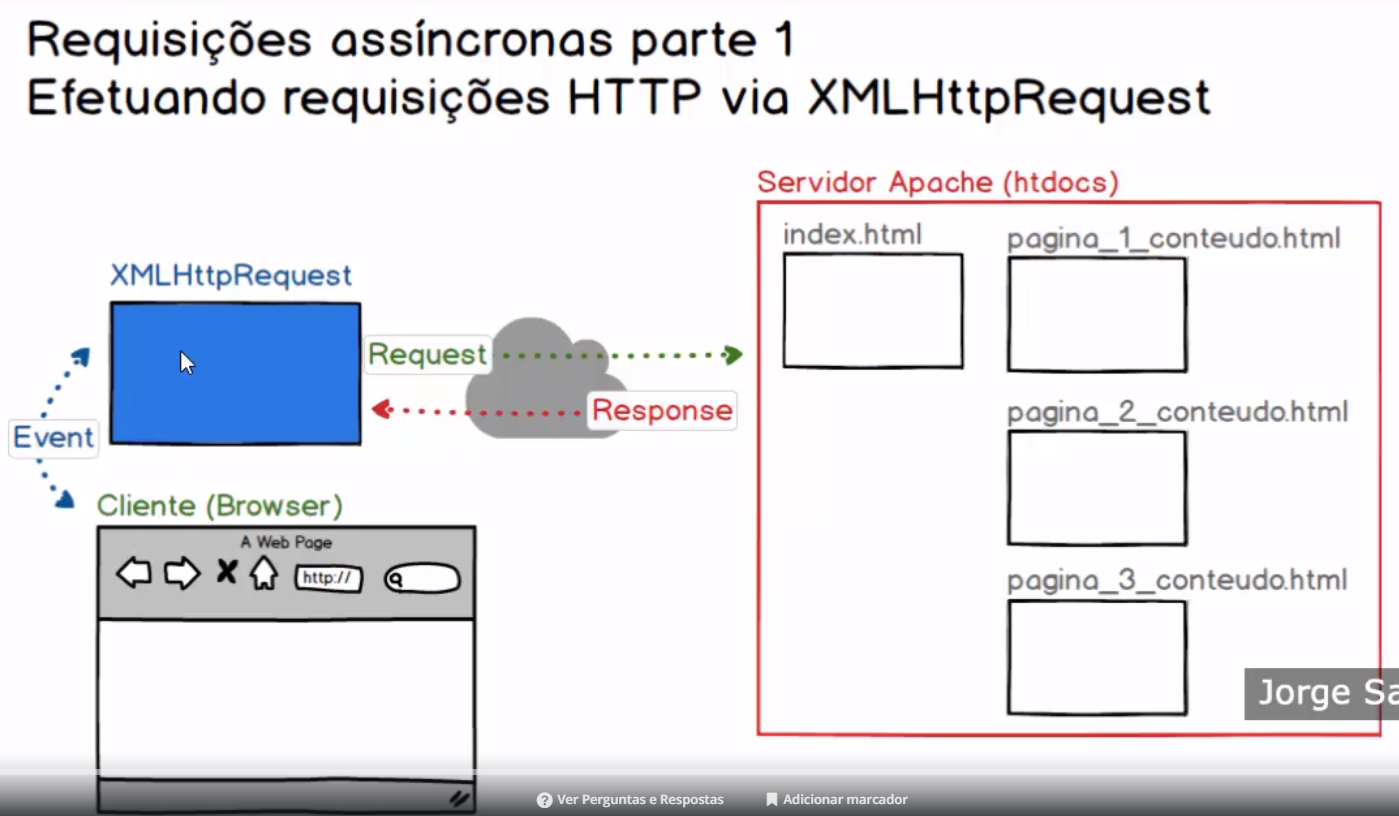 Requisições assíncronas parte 1
Efetuando requisições HTTP via XMLHttpRequest
Servidor Apache (htdocs)
index.html
pagina_1_conteudo.html
XMLHttpRequest
Request
Response
pagina_2_conteudo.html
Event
Cliente (Browser)
A Web Page
http://
pagina_3_conteudo.html
Jorge Sa
Ver Perguntas e Respostas
Adicionar marcador